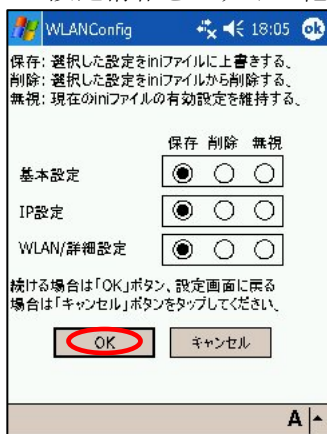 WLANConfig 18:05 ok
保存: 選択した設定をiniファイルに上書きする、
削除: 選択した設定をiniファイルから削除する、
無視: 現在のiniファイルの有効設定を維持する、
保存 削除 無視
基本設定
IP設定
WLAN/詳細設定
続ける場合は「OK」ボタン、設定画面に戻る
場合は「キャンセル」ボタンをタップしてください、
OK キャンセル
A